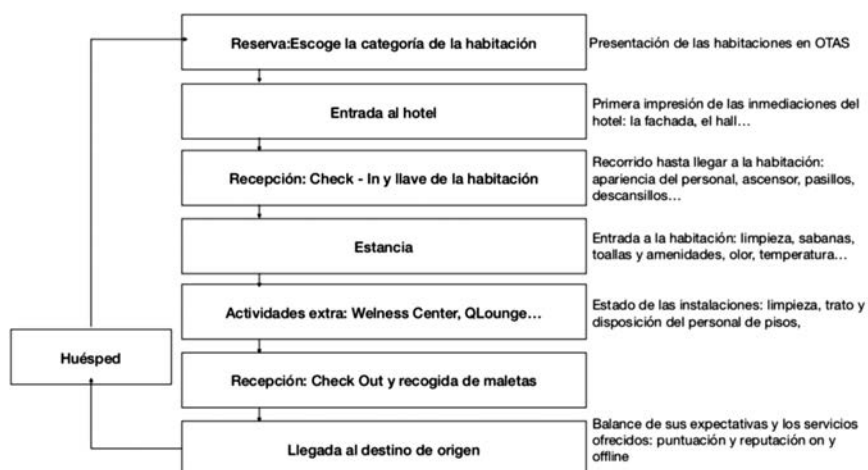 Reserva:Escoge la categoría de la habitación
Presentación de las habitaciones en OTAS
Entrada al hotel
Primera impresión de las inmediaciones del
hotel: la fachada, el hall...
Recepción: Check - In y llave de la habitación
Recorrido hasta llegar a la habitación:
apariencia del personal, ascensor, pasillos,
descansillos...
Estancia
Entrada a la habitación: limpieza, sabanas,
toallas y amenidades, olor, temperatura...
Actividades extra: Welness Center, QLounge...
Estado de las instalaciones: limpieza, trato y
disposición del personal de pisos,
Huésped
Recepción: Check Out y recogida de maletas
Llegada al destino de origen
Balance de sus expectativas y los servicios
ofrecidos: puntuación y reputación on y
offline